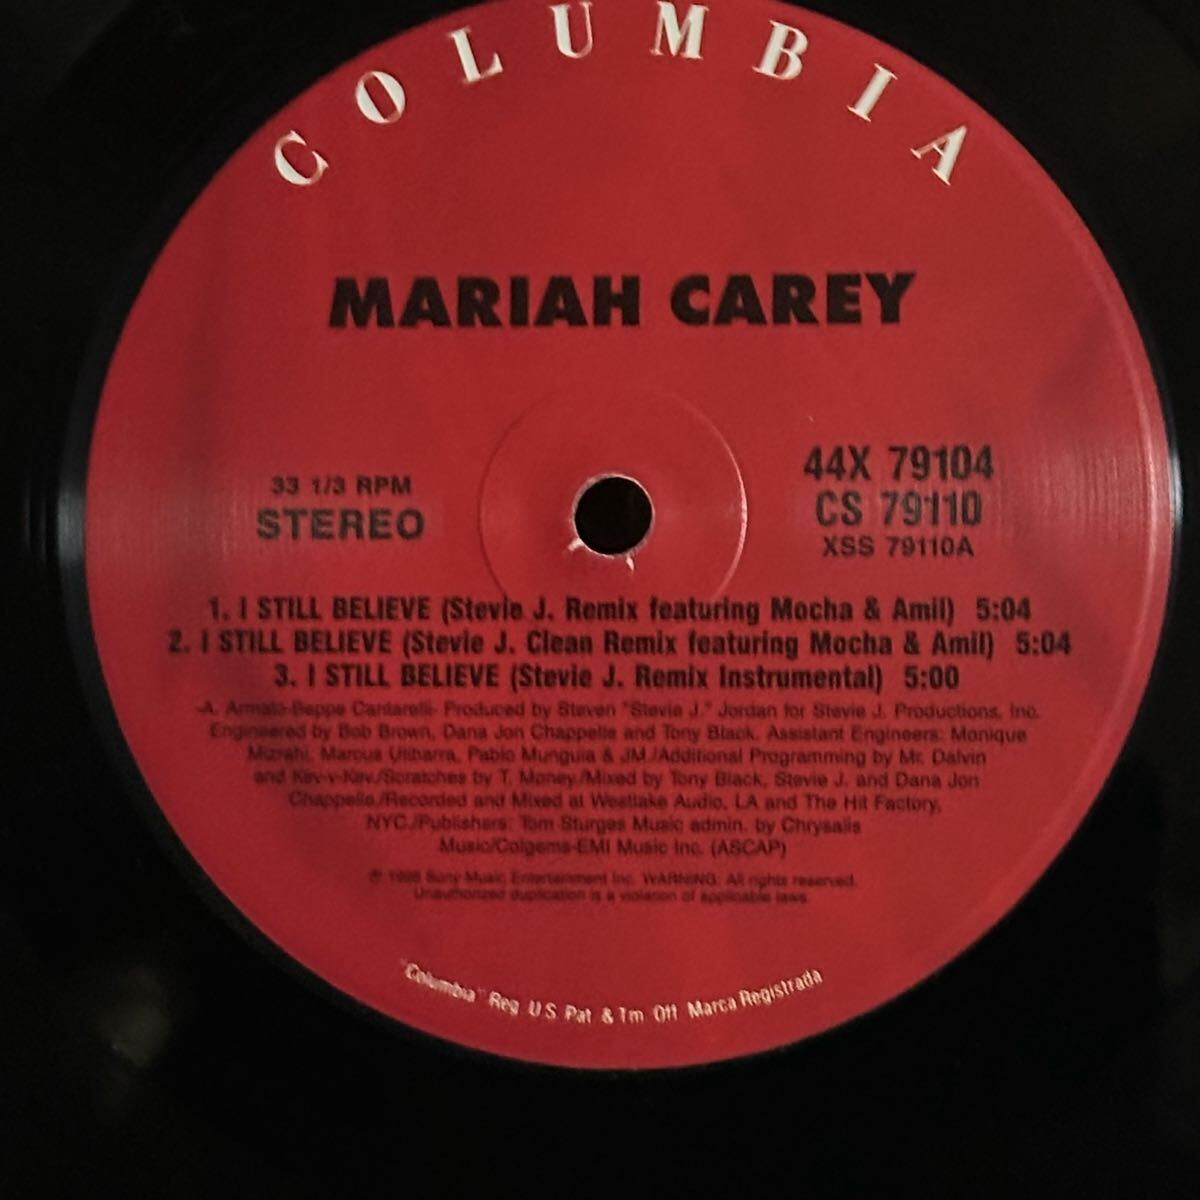 COLUMBIA
MARIAH CAREY
33 1/3 RPM
STEREO
44X 79104
CS 79110
XSS 79110A
1. I STILL BELIEVE (Stevie J. Remix featuring Mocha & Amil) 5:04
2. I STILL BELIEVE (Stevie J. Clean Remix featuring Mocha & Amil) 5:04
3. I STILL BELIEVE (Stevie J. Remix Instrumental) 5:00
-A. Armato-Beppe Cantarelli- Produced by Steven "Stevie J." Jordan for Stevie J. Productions, Inc.
Engineered by Bob Brown, Dana Jon Chappelle and Tony Black, Assistant Engineers: Monique
Mizrahi, Marcus Ulibarra, Pablo Munguia & JM./Additional Programming by Mr. Dalvin
and Kev-v-Kev./Scratches by T. Money./Mixed by Tony Black, Stevie J. and Dana Jon
Chappelle./Recorded and Mixed at Westlake Audio, LA and The Hit Factory,
NYC./Publishers: Tom Sturges Music admin. by Chrysalis
Music/Colgems-EMI Music Inc. (ASCAP)
℗ 1998 Sony Music Entertainment Inc. WARNING: All rights reserved.
Unauthorized duplication is a violation of applicable laws.
"Columbia" Reg. U.S. Pat. & Tm. Off. Marca Registrada